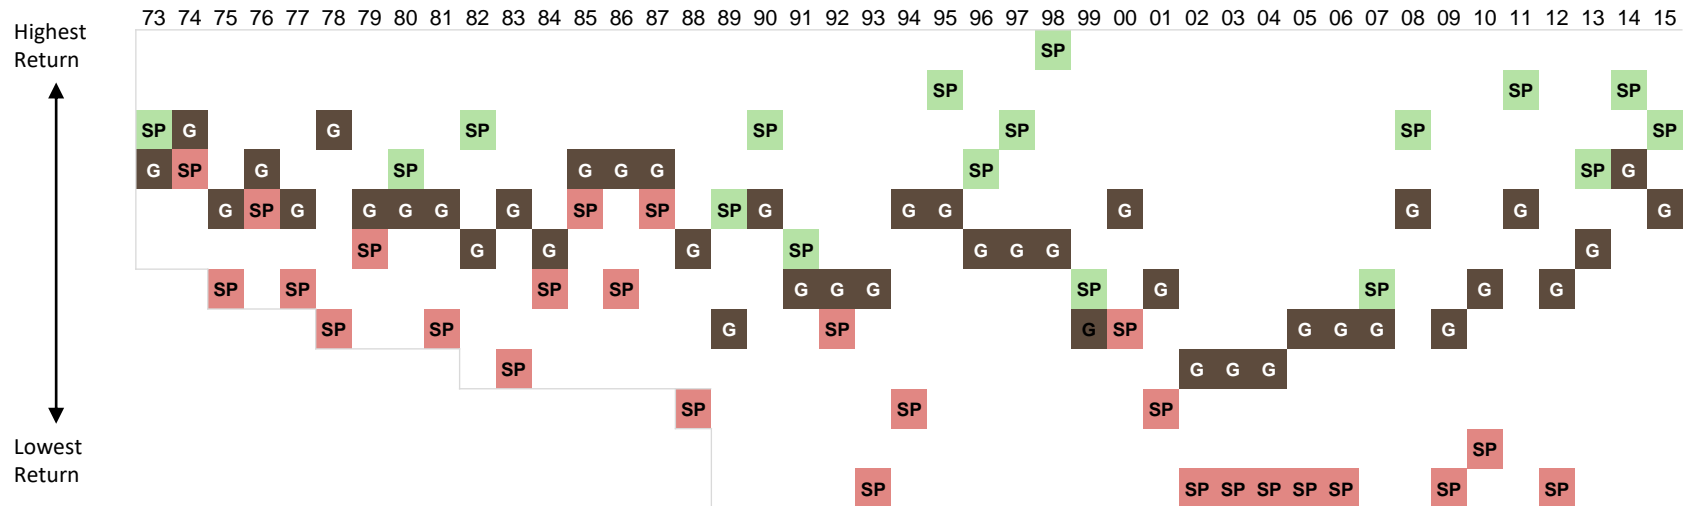 73 74 75 76 77 78 79 80 81 82 83 84 85 86 87 88 89 90 91 92 93 94 95 96 97 98 99 00 01 02 03 04 05 06 07 08 09 10 11 12 13 14 15
Highest
Return
SP
SP SP SP
SP G G SP SP SP SP SP
G SP G SP G G G SP SP G
G SP G G G G G SP SP SP G G G G G G G
SP G G G SP G G G G
SP SP SP SP G G G SP G SP G G
SP SP G SP G SP G G G G
SP G G G
SP SP SP
Lowest
Return
SP
SP SP SP SP SP SP SP SP